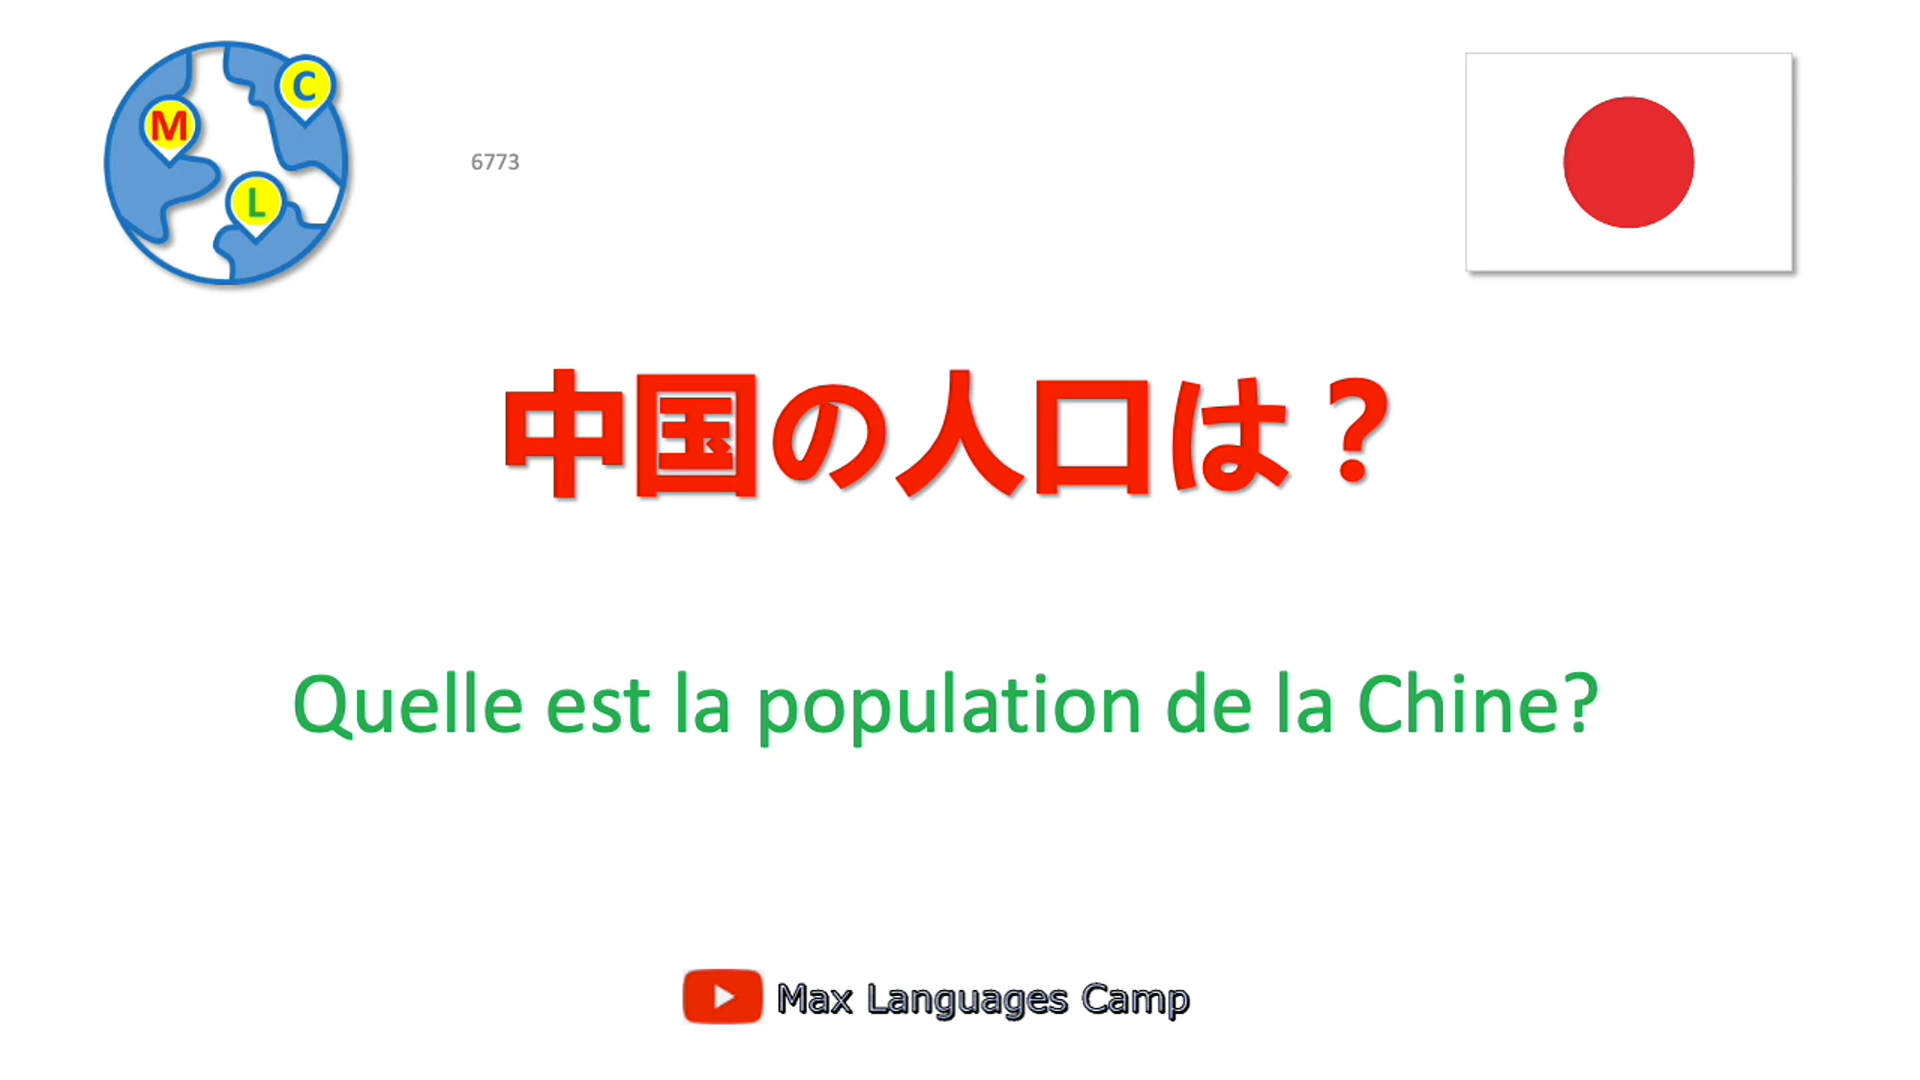 M
C
L
6773
中国の人口は？
Quelle est la population de la Chine?
Max Languages Camp